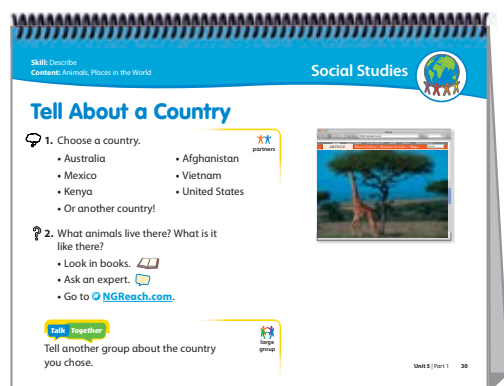 Skill: Describe
Content: Animals, Places in the World
Social Studies
Tell About a Country
1. Choose a country.
partners
• Australia
• Afghanistan
• Mexico
• Vietnam
• Kenya
• United States
• Or another country!
2. What animals live there? What is it
like there?
• Look in books.
• Ask an expert.
• Go to NGReach.com.
Talk Together
large
group
Tell another group about the country
you chose.
ARTICLE
Unit 5 | Part 1 39